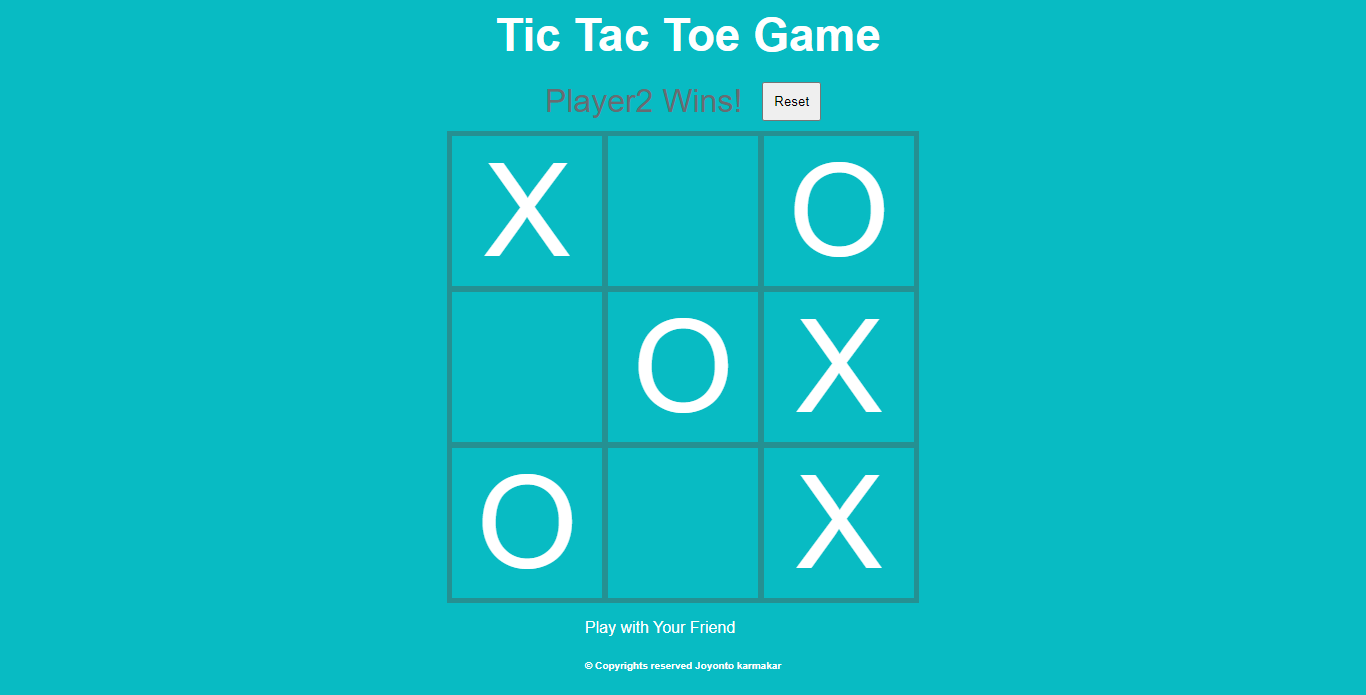 Tic Tac Toe Game
Player2 Wins! Reset
X O
O X
O X
Play with Your Friend
© Copyrights reserved Joyonto karmakar